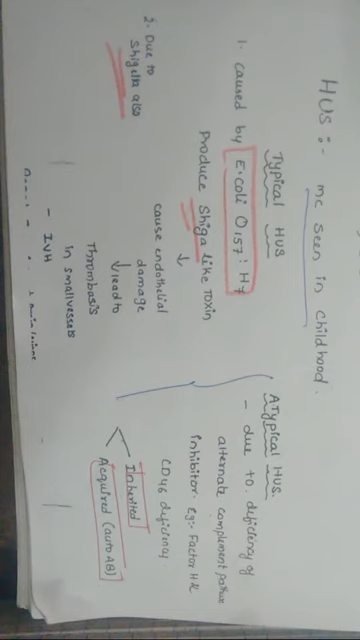 HUS :- mc seen in childhood.
Typical HUS
1. caused by E.coli O157: H7
Produce Shiga like toxin
↓
cause endothelial
damage
↓ lead to
Thrombosis
in small vessels
- IVH
2. Due to
Shigella also
ATypical HUS.
- due to. deficiency of
alternate complement
inhibitor. eg:- Factor H &
CD46 deficiency
Inherited
Acquired (auto AB)